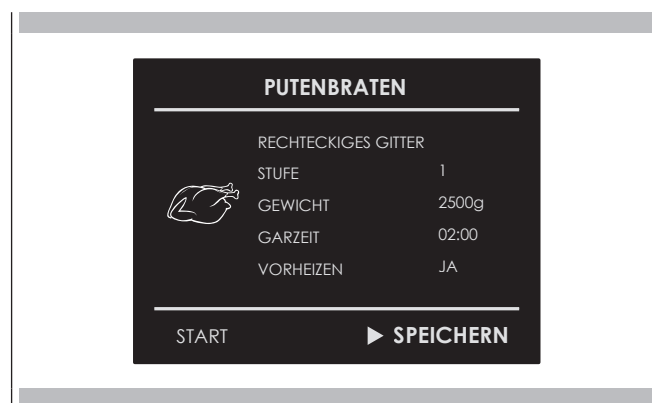 PUTENBRATEN
RECHTECKIGES GITTER
STUFE 1
GEWICHT 2500g
GARZEIT 02:00
VORHEIZEN JA
START ▶ SPEICHERN